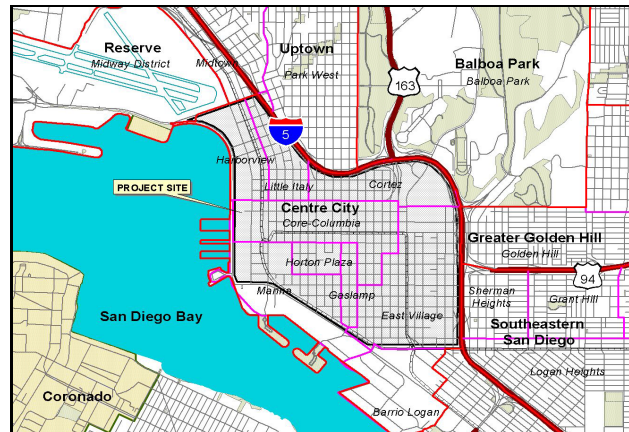 Reserve
Midway District
Midtown
Uptown
Park West
Balboa Park
Balboa Park
163
5
Harborview
Little Italy
Cortez
PROJECT SITE
Centre City
Core-Columbia
Greater Golden Hill
Golden Hill
Horton Plaza
94
Marina
Gaslamp
Sherman
Heights
Grant Hill
San Diego Bay
East Village
Southeastern
San Diego
Logan Heights
Coronado
Barrio Logan